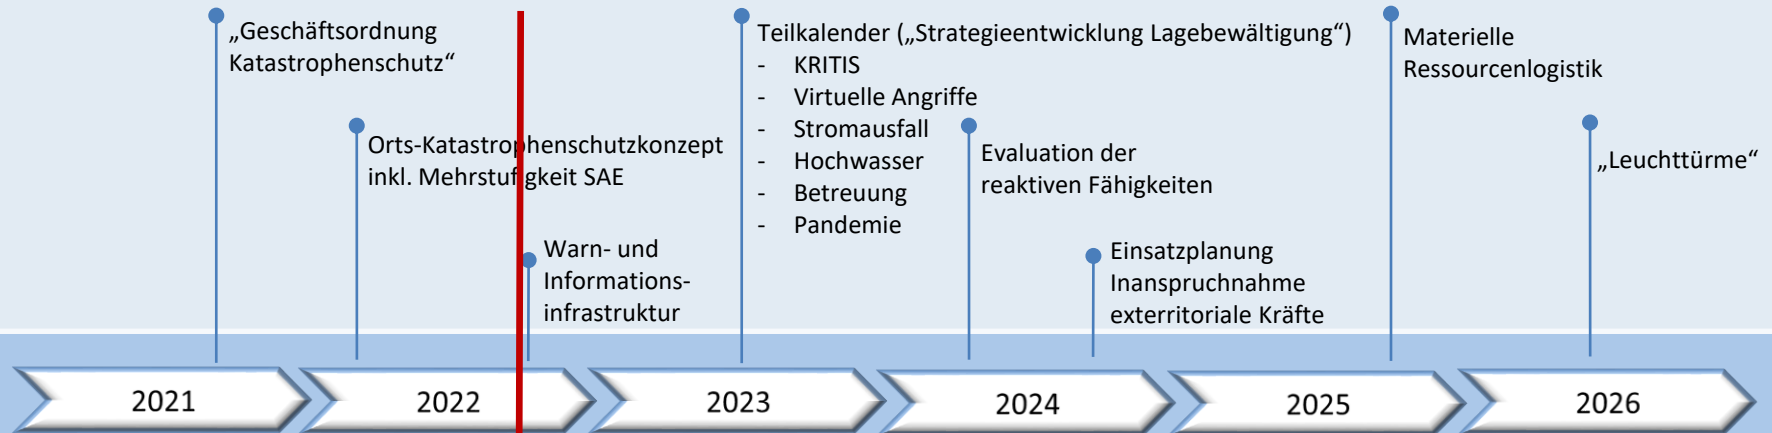 „Geschäftsordnung
Katastrophenschutz“
Orts-Katastrophenschutzkonzept
inkl. Mehrstufigkeit SAE
Warn- und
Informations-
infrastruktur
Teilkalender („Strategieentwicklung Lagebewältigung“)
- KRITIS
- Virtuelle Angriffe
- Stromausfall
- Hochwasser
- Betreuung
- Pandemie
Evaluation der
reaktiven Fähigkeiten
Einsatzplanung
Inanspruchnahme
exterritoriale Kräfte
Materielle
Ressourcenlogistik
„Leuchttürme“
2021
2022
2023
2024
2025
2026